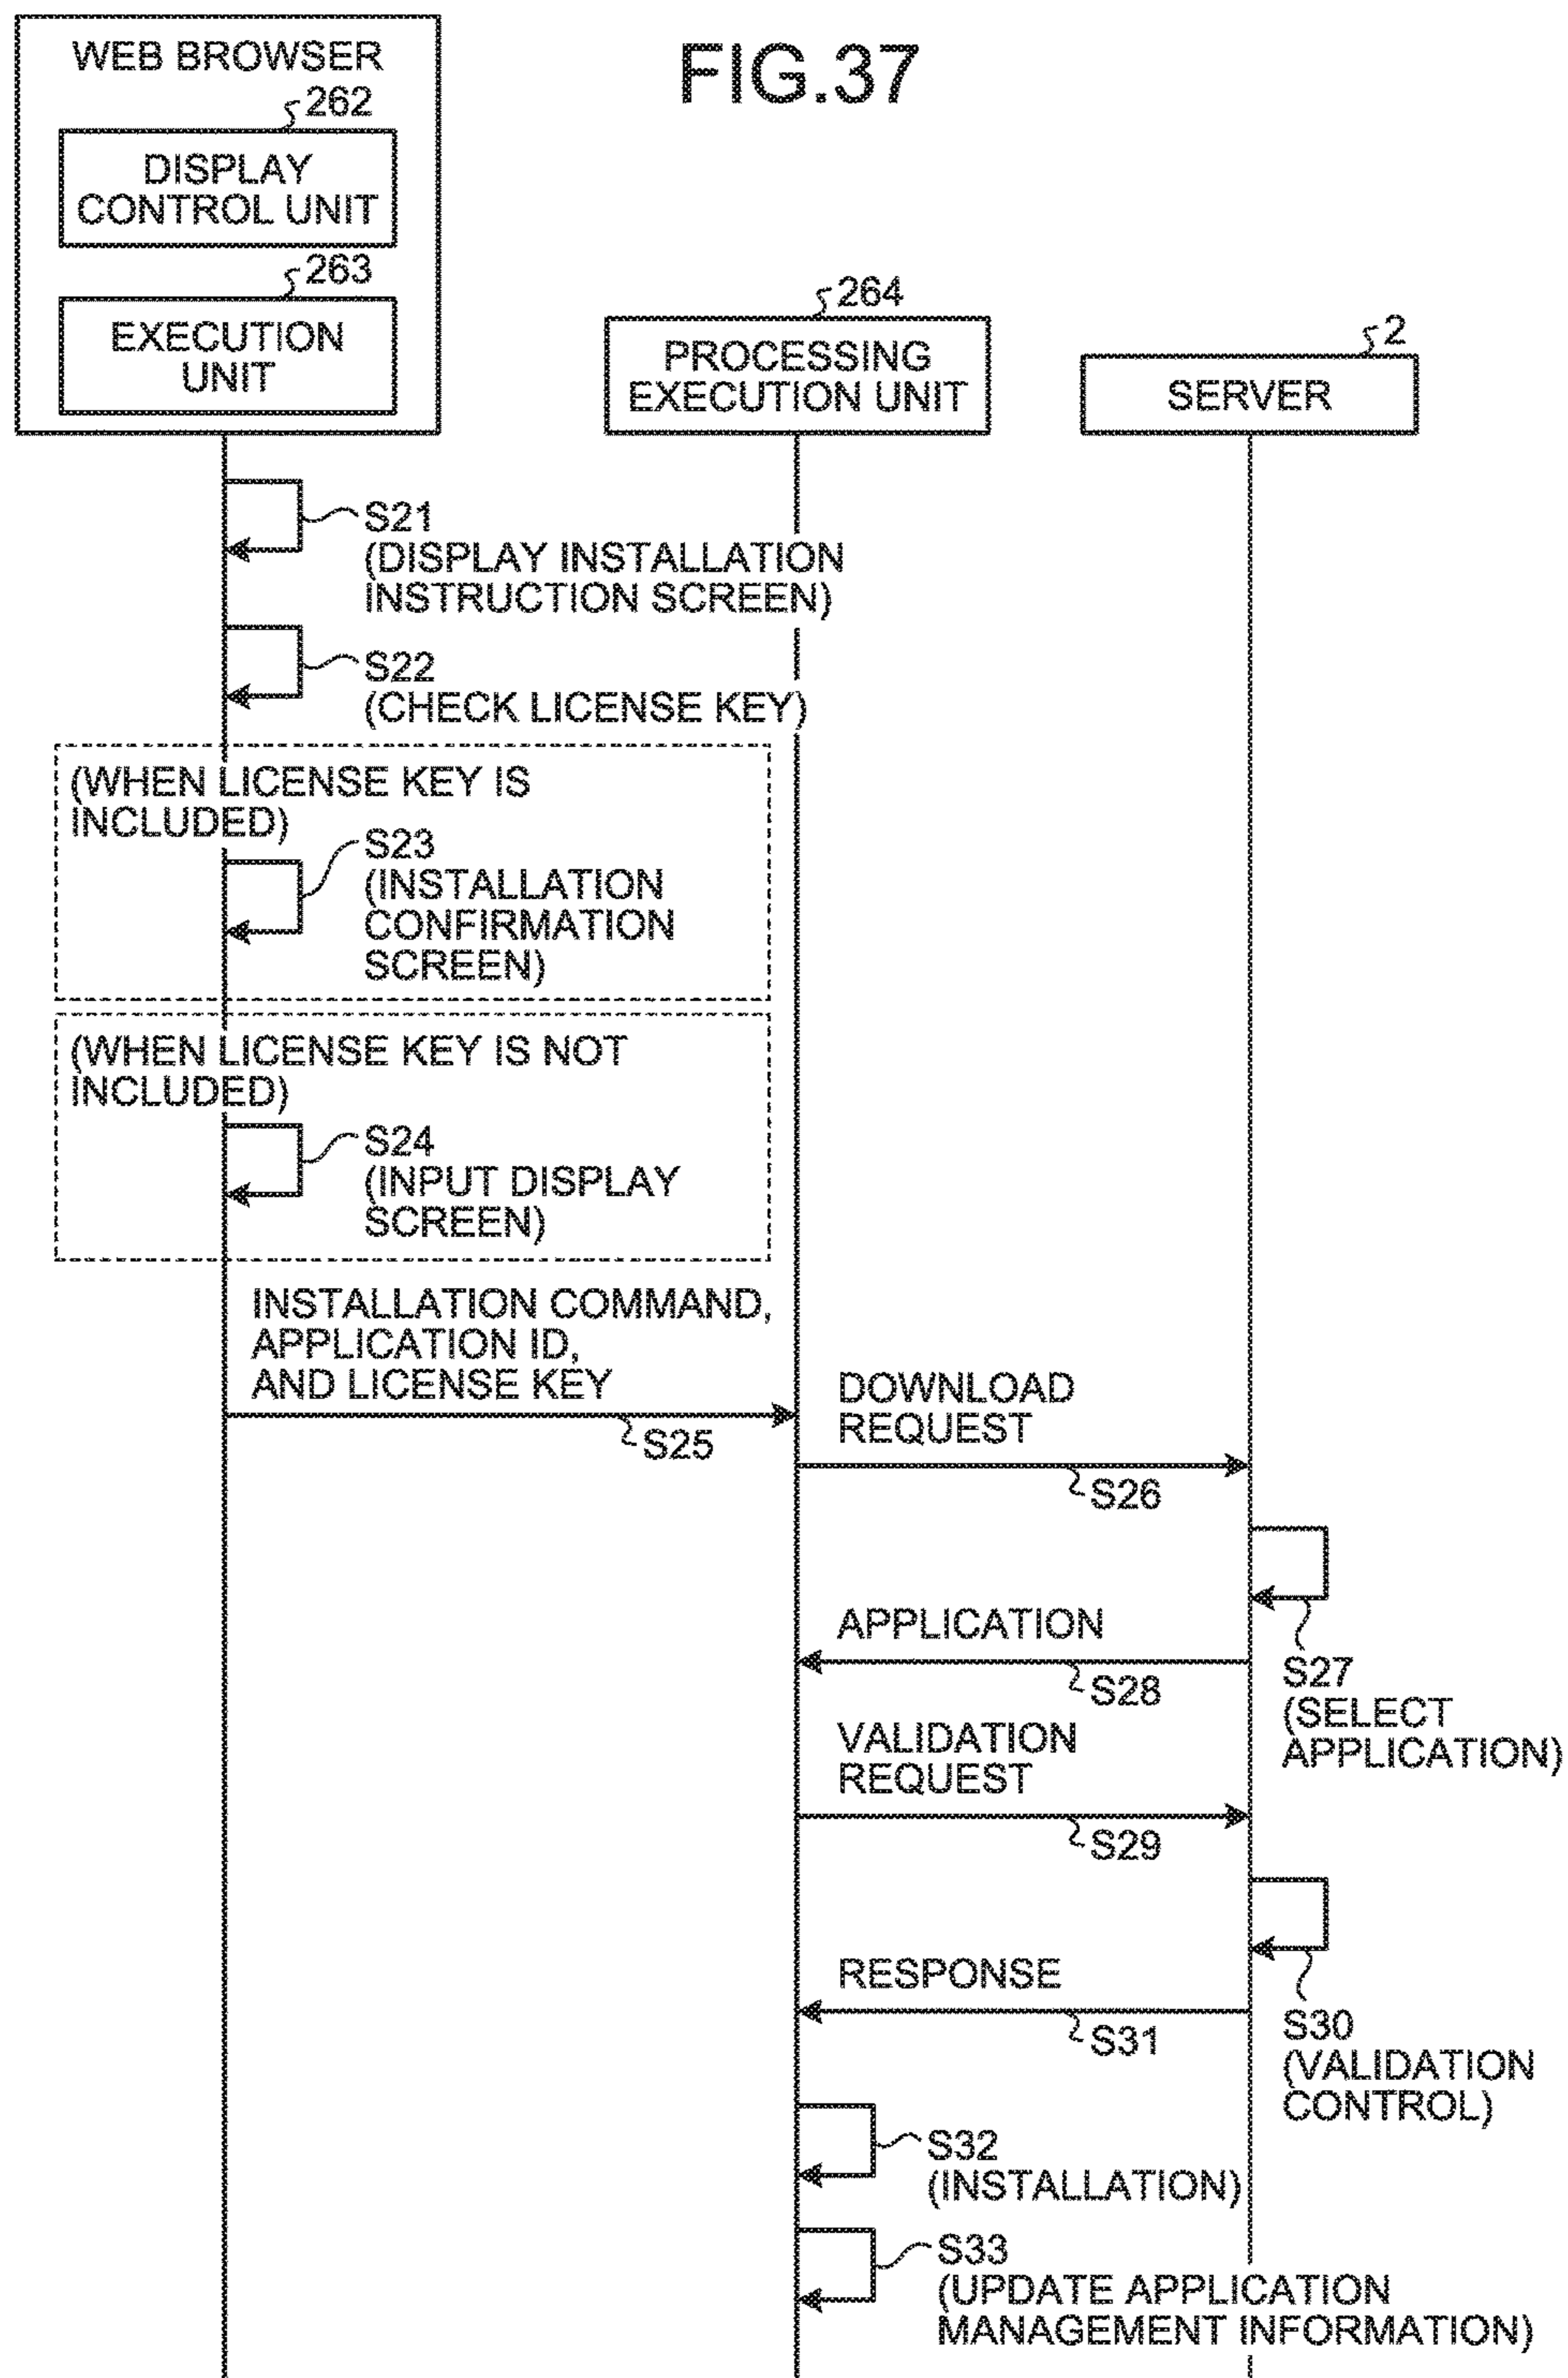 FIG.37
WEB BROWSER
262
DISPLAY
CONTROL UNIT
263
EXECUTION
UNIT
264
PROCESSING
EXECUTION UNIT
2
SERVER
S21
(DISPLAY INSTALLATION
INSTRUCTION SCREEN)
S22
(CHECK LICENSE KEY)
(WHEN LICENSE KEY IS
INCLUDED)
S23
(INSTALLATION
CONFIRMATION
SCREEN)
(WHEN LICENSE KEY IS NOT
INCLUDED)
S24
(INPUT DISPLAY
SCREEN)
INSTALLATION COMMAND,
APPLICATION ID,
AND LICENSE KEY
S25
DOWNLOAD
REQUEST
S26
S27
(SELECT
APPLICATION)
APPLICATION
S28
VALIDATION
REQUEST
S29
S30
(VALIDATION
CONTROL)
RESPONSE
S31
S32
(INSTALLATION)
S33
(UPDATE APPLICATION
MANAGEMENT INFORMATION)